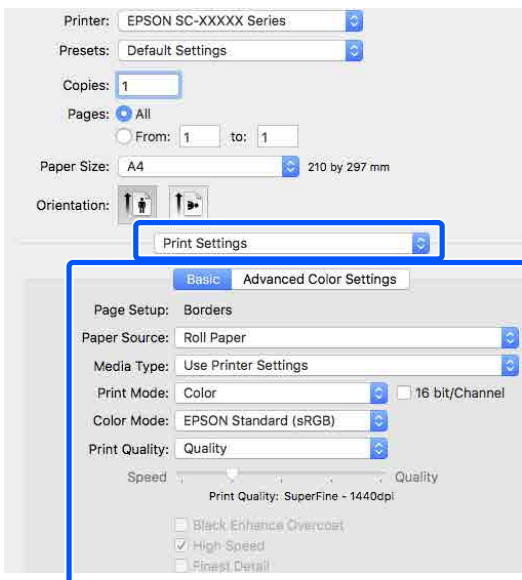 Printer: EPSON SC-XXXXX Series
Presets: Default Settings
Copies: 1
Pages: All
From: 1 to: 1
Paper Size: A4 210 by 297 mm
Orientation:
Print Settings
Basic Advanced Color Settings
Page Setup: Borders
Paper Source: Roll Paper
Media Type: Use Printer Settings
Print Mode: Color 16 bit/Channel
Color Mode: EPSON Standard (sRGB)
Print Quality: Quality
Speed Quality
Print Quality: SuperFine - 1440dpi
Black Enhance Overcoat
High Speed
Finest Detail